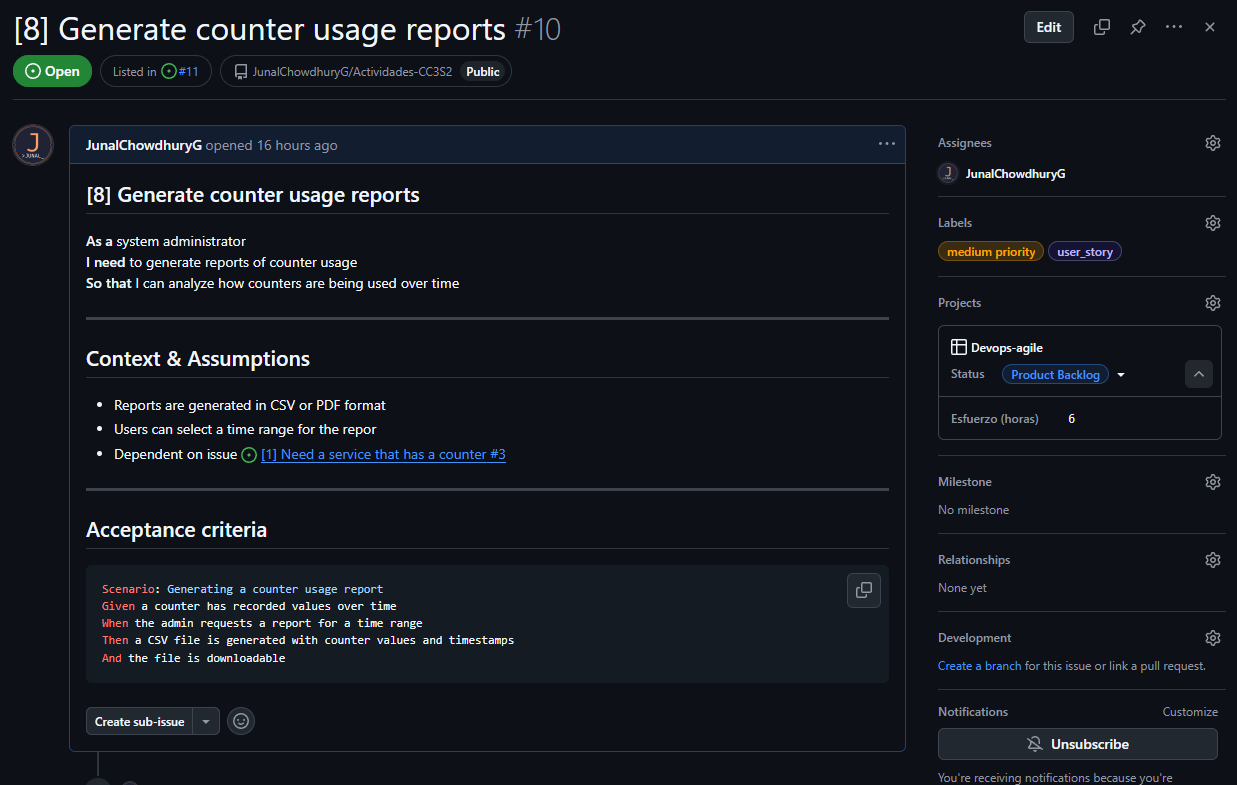 [8] Generate counter usage reports #10
Edit
Open
Listed in #11
JunalChowdhuryG/Actividades-CC3S2 Public
J
>JUNAL_
JunalChowdhuryG opened 16 hours ago
[8] Generate counter usage reports
As a system administrator
I need to generate reports of counter usage
So that I can analyze how counters are being used over time
Context & Assumptions
Reports are generated in CSV or PDF format
Users can select a time range for the repor
Dependent on issue [1] Need a service that has a counter #3
Acceptance criteria
Scenario: Generating a counter usage report
Given a counter has recorded values over time
When the admin requests a report for a time range
Then a CSV file is generated with counter values and timestamps
And the file is downloadable
Create sub-issue
Assignees
J
JunalChowdhuryG
Labels
medium priority
user_story
Projects
Devops-agile
Status Product Backlog
Esfuerzo (horas) 6
Milestone
No milestone
Relationships
None yet
Development
Create a branch for this issue or link a pull request.
Notifications
Customize
Unsubscribe
You're receiving notifications because you're